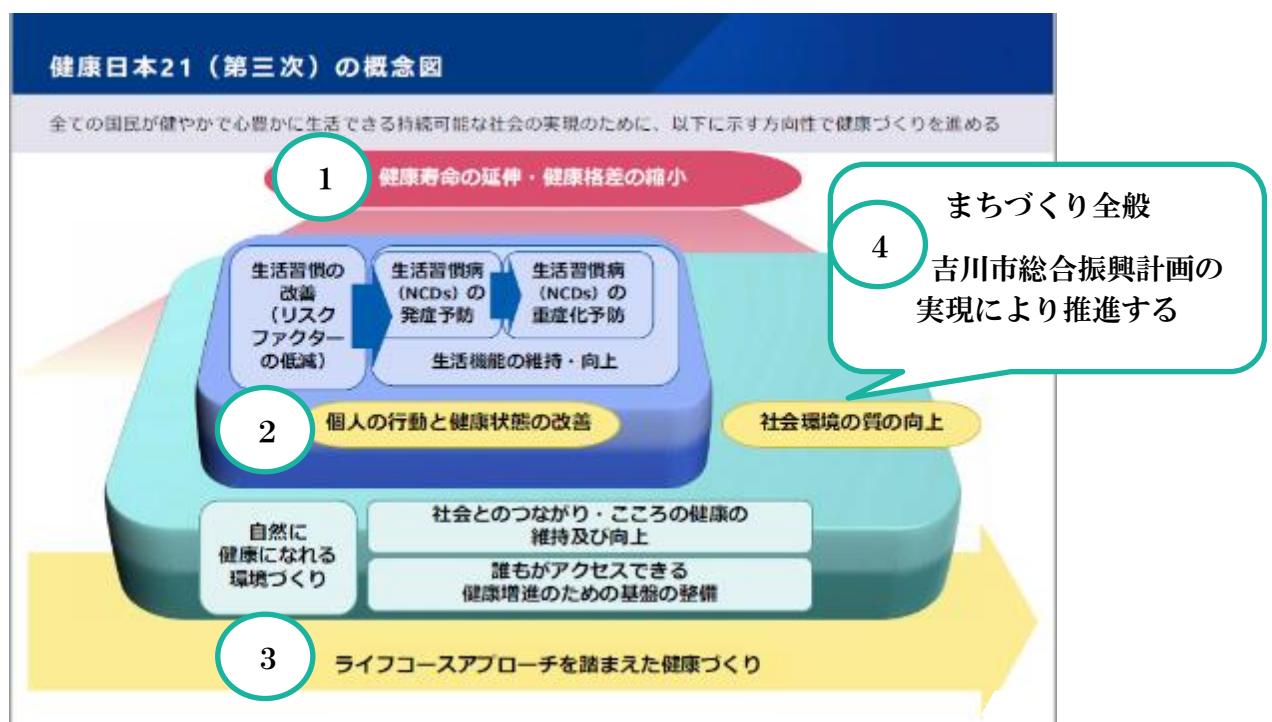 健康日本21（第三次）の概念図
全ての国民が健やかで心豊かに生活できる持続可能な社会の実現のために、以下に示す方向性で健康づくりを進める
1
健康寿命の延伸・健康格差の縮小
4
まちづくり全般
吉川市総合振興計画の
実現により推進する
生活習慣の
改善
（リスク
ファクター
の低減）
生活習慣病
（NCDs）の
発症予防
生活習慣病
（NCDs）の
重症化予防
生活機能の維持・向上
2
個人の行動と健康状態の改善
社会環境の質の向上
自然に
健康になれる
環境づくり
社会とのつながり・こころの健康の
維持及び向上
誰もがアクセスできる
健康増進のための基盤の整備
3
ライフコースアプローチを踏まえた健康づくり